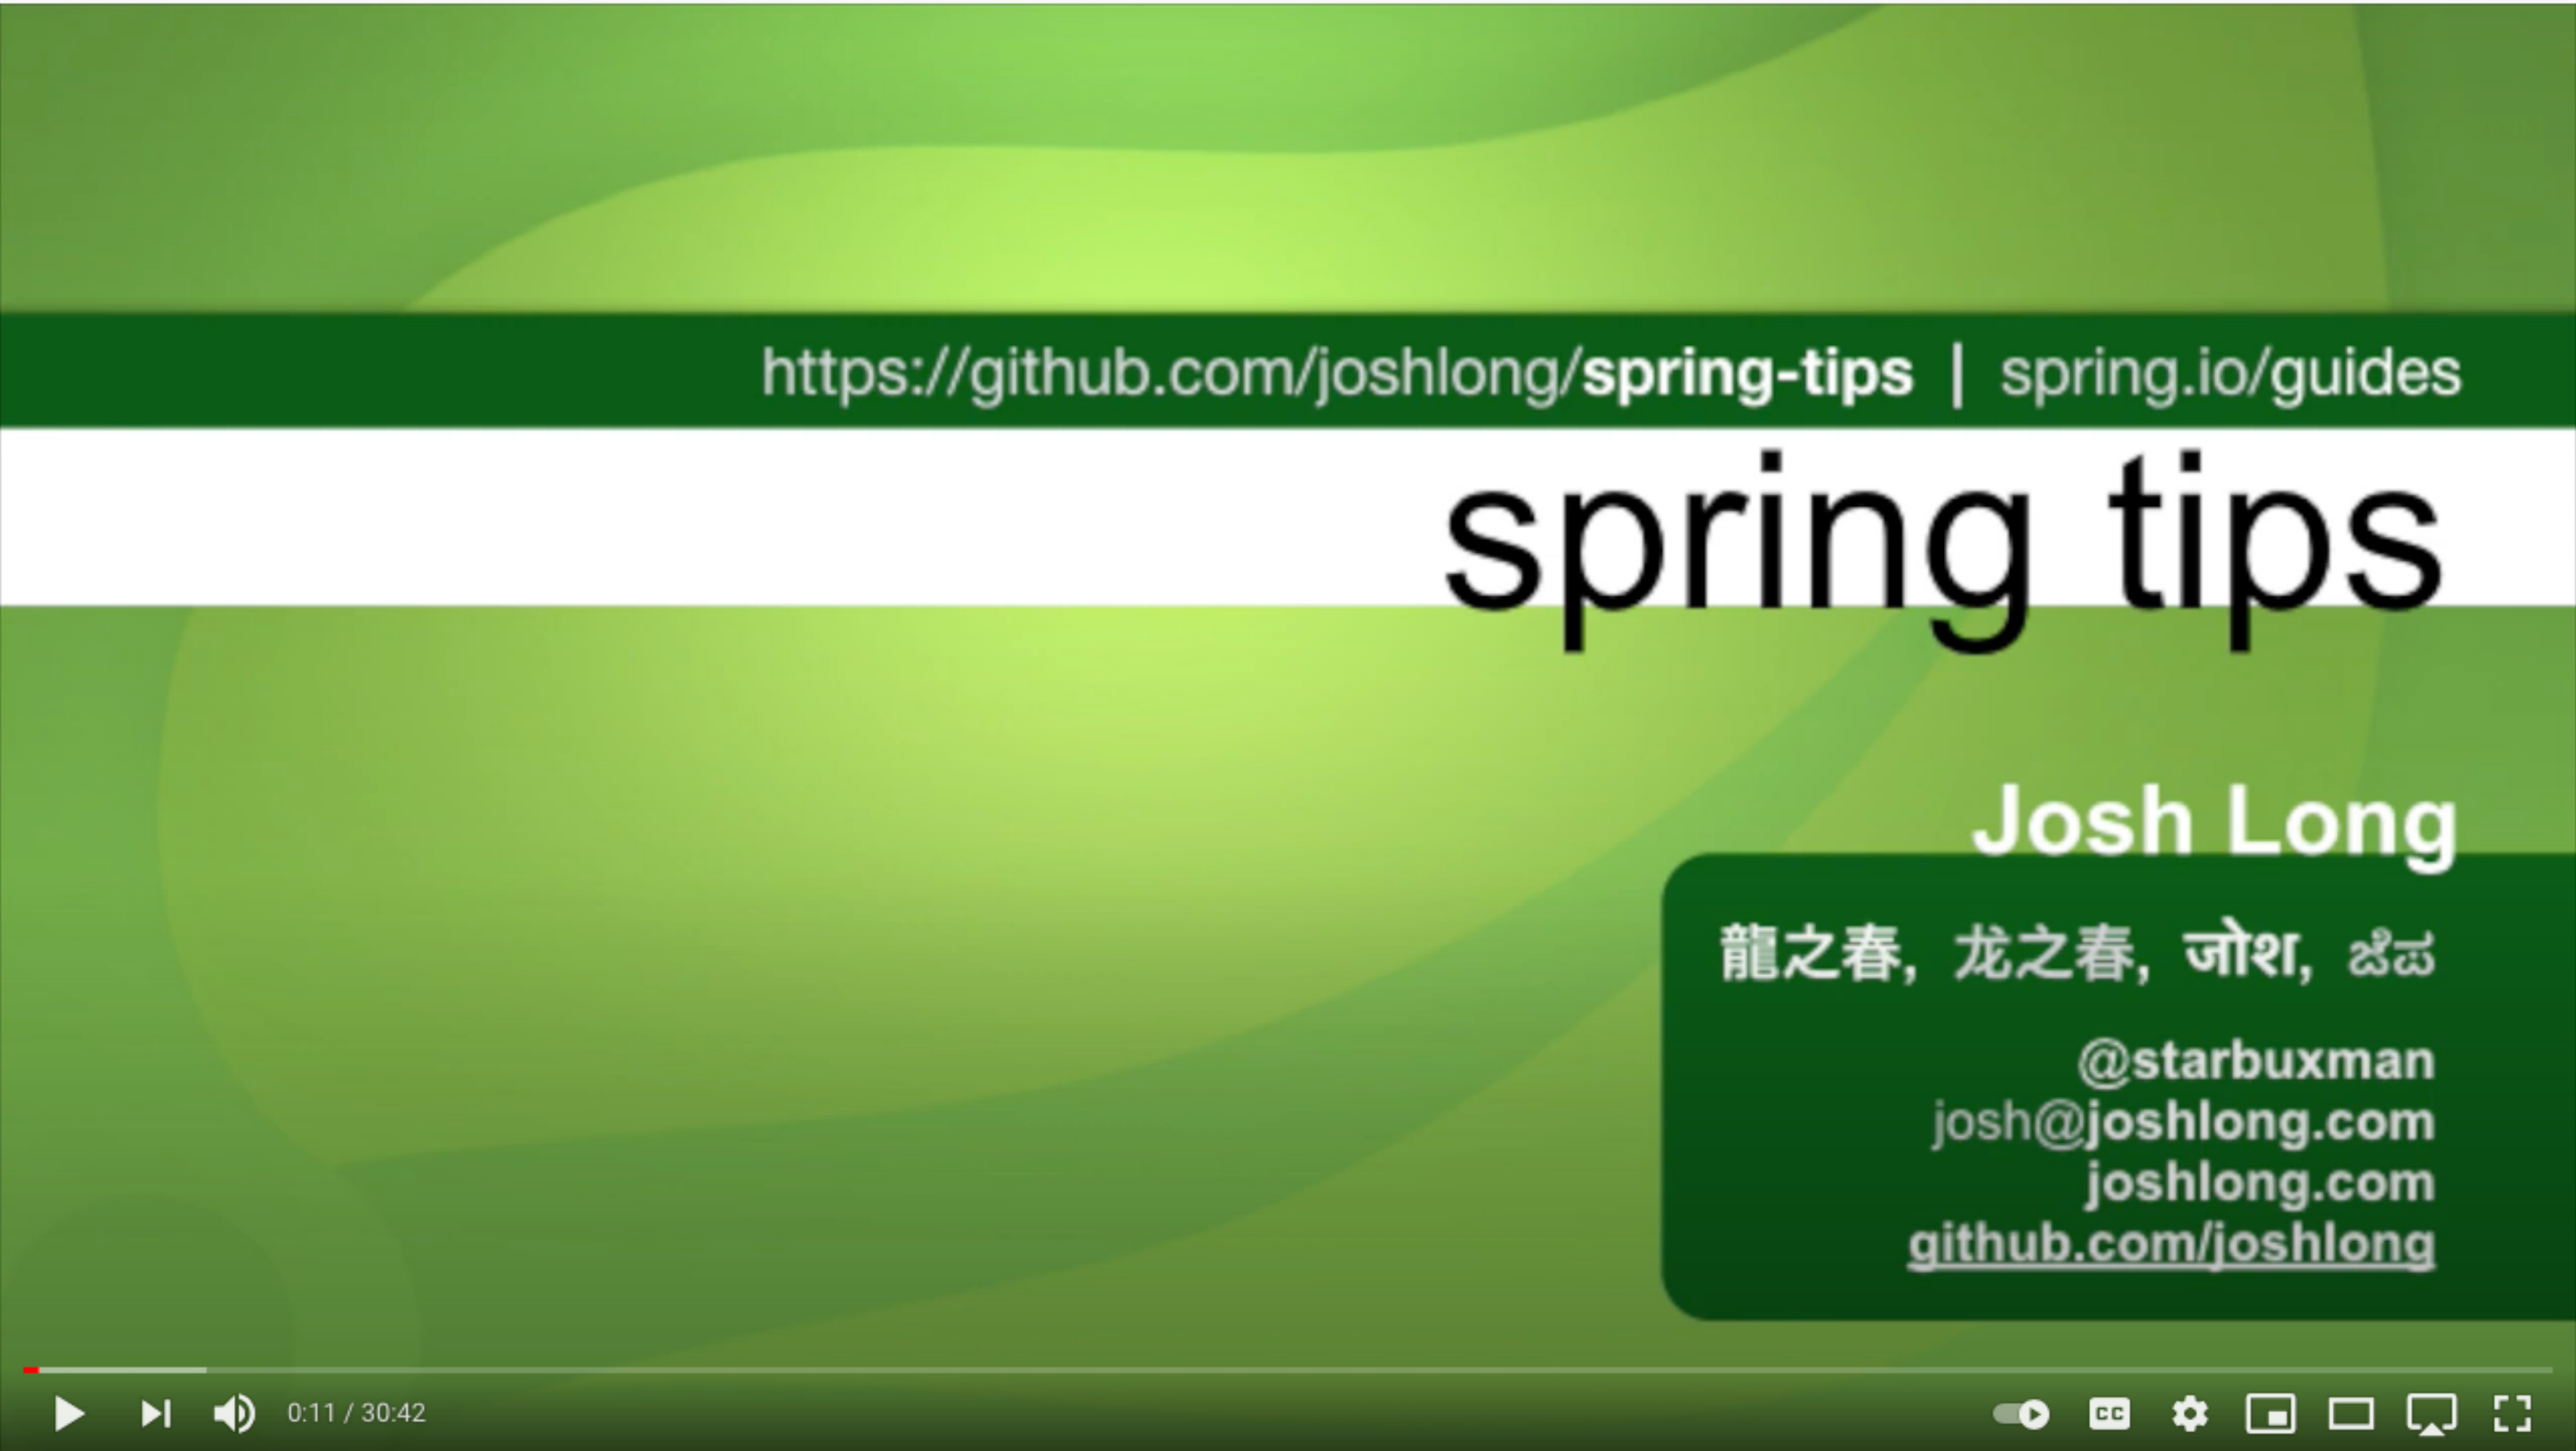 https://github.com/joshlong/spring-tips | spring.io/guides
spring tips
Josh Long
龍之春, 龙之春, जोश, ಜೆಪ
@starbuxman
josh@joshlong.com
joshlong.com
github.com/joshlong
0:11 / 30:42
CC